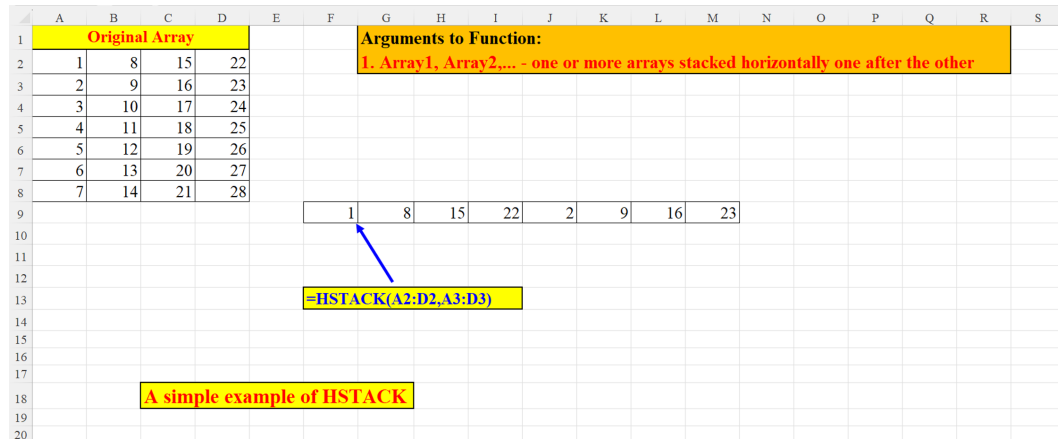 A B C D E F G H I J K L M N O P Q R S
1 Original Array Arguments to Function:
2 1 8 15 22 1. Array1, Array2,... - one or more arrays stacked horizontally one after the other
3 2 9 16 23
4 3 10 17 24
5 4 11 18 25
6 5 12 19 26
7 6 13 20 27
8 7 14 21 28
9 1 8 15 22 2 9 16 23
10
11
12
13 =HSTACK(A2:D2,A3:D3)
14
15
16
17
18 A simple example of HSTACK
19
20